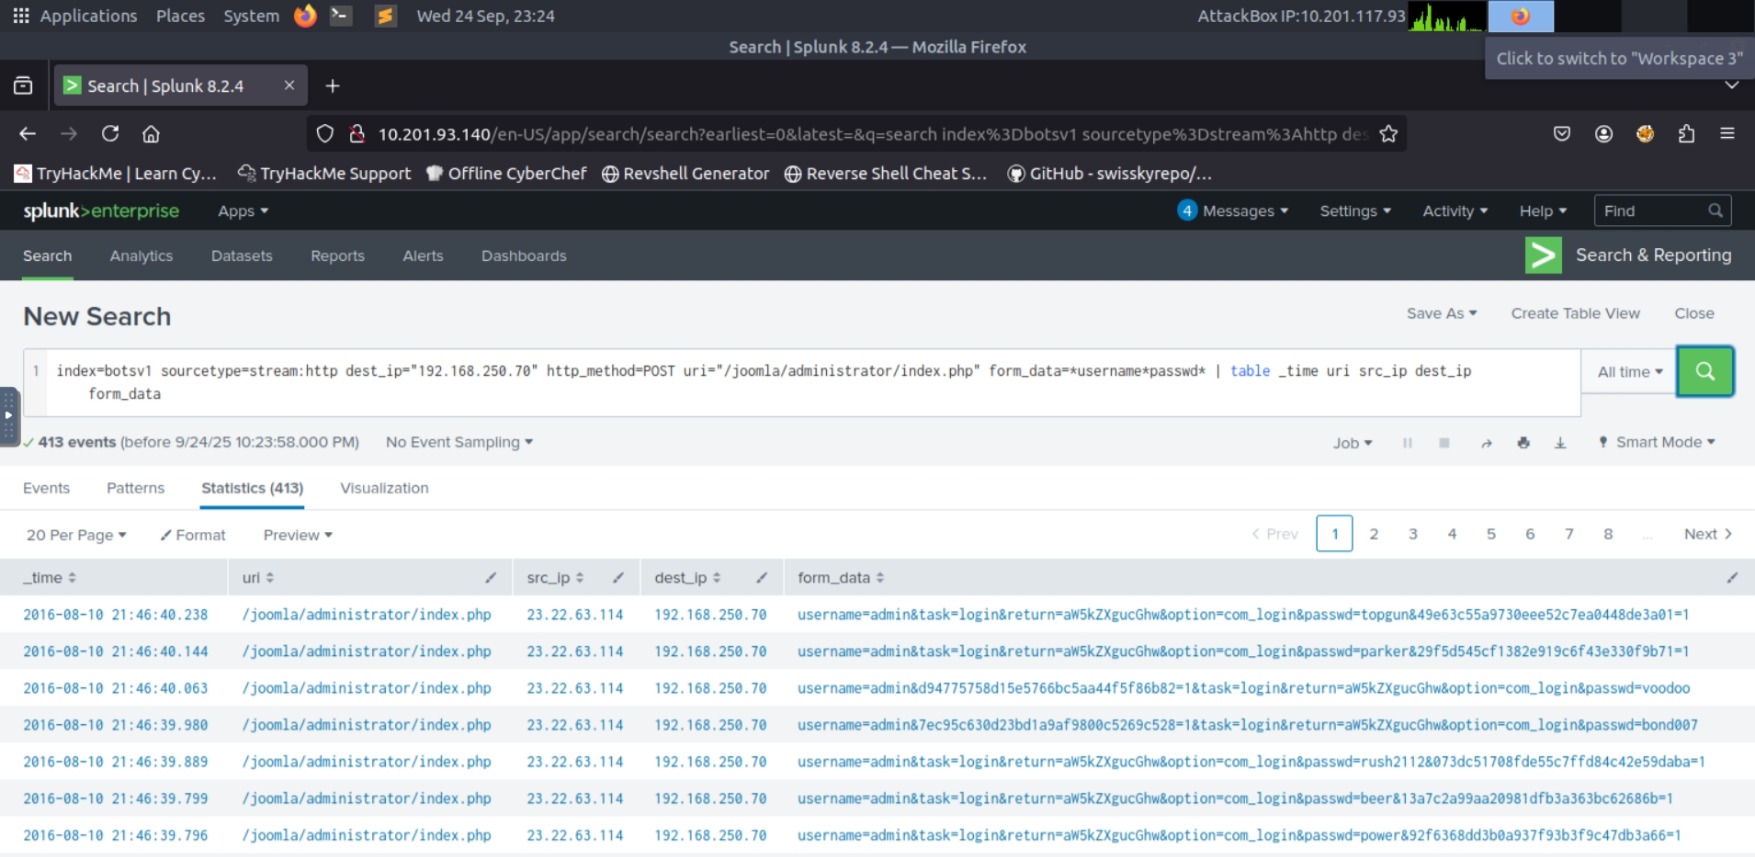 Applications Places System Wed 24 Sep, 23:24 AttackBox IP:10.201.117.93
Search | Splunk 8.2.4 — Mozilla Firefox
Click to switch to "Workspace 3"
Search | Splunk 8.2.4
10.201.93.140/en-US/app/search/search?earliest=0&latest=&q=search index%3Dbotsv1 sourcetype%3Dstream%3Ahttp des
TryHackMe | Learn Cy... TryHackMe Support Offline CyberChef Revshell Generator Reverse Shell Cheat S... GitHub - swisskyrepo/...
splunk>enterprise Apps 4 Messages Settings Activity Help Find
Search Analytics Datasets Reports Alerts Dashboards Search & Reporting
New Search Save As Create Table View Close
1 index=botsv1 sourcetype=stream:http dest_ip="192.168.250.70" http_method=POST uri="/joomla/administrator/index.php" form_data=*username*passwd* | table _time uri src_ip dest_ip All time
form_data
413 events (before 9/24/25 10:23:58.000 PM) No Event Sampling Job Smart Mode
Events Patterns Statistics (413) Visualization
20 Per Page Format Preview < Prev 1 2 3 4 5 6 7 8 ... Next >
_time uri src_ip dest_ip form_data
2016-08-10 21:46:40.238 /joomla/administrator/index.php 23.22.63.114 192.168.250.70 username=admin&task=login&return=aW5kZXgucGhw&option=com_login&passwd=topgun&49e63c55a9730eee52c7ea0448de3a01=1
2016-08-10 21:46:40.144 /joomla/administrator/index.php 23.22.63.114 192.168.250.70 username=admin&task=login&return=aW5kZXgucGhw&option=com_login&passwd=parker&29f5d545cf1382e919c6f43e330f9b71=1
2016-08-10 21:46:40.063 /joomla/administrator/index.php 23.22.63.114 192.168.250.70 username=admin&d94775758d15e5766bc5aa44f5f86b82=1&task=login&return=aW5kZXgucGhw&option=com_login&passwd=voodoo
2016-08-10 21:46:39.980 /joomla/administrator/index.php 23.22.63.114 192.168.250.70 username=admin&7ec95c630d23bd1a9af9800c5269c528=1&task=login&return=aW5kZXgucGhw&option=com_login&passwd=bond007
2016-08-10 21:46:39.889 /joomla/administrator/index.php 23.22.63.114 192.168.250.70 username=admin&task=login&return=aW5kZXgucGhw&option=com_login&passwd=rush2112&073dc51708fde55c7ffd84c42e59daba=1
2016-08-10 21:46:39.799 /joomla/administrator/index.php 23.22.63.114 192.168.250.70 username=admin&task=login&return=aW5kZXgucGhw&option=com_login&passwd=beer&13a7c2a99aa20981dfb3a363bc62686b=1
2016-08-10 21:46:39.796 /joomla/administrator/index.php 23.22.63.114 192.168.250.70 username=admin&task=login&return=aW5kZXgucGhw&option=com_login&passwd=power&92f6368dd3b0a937f93b3f9c47db3a66=1